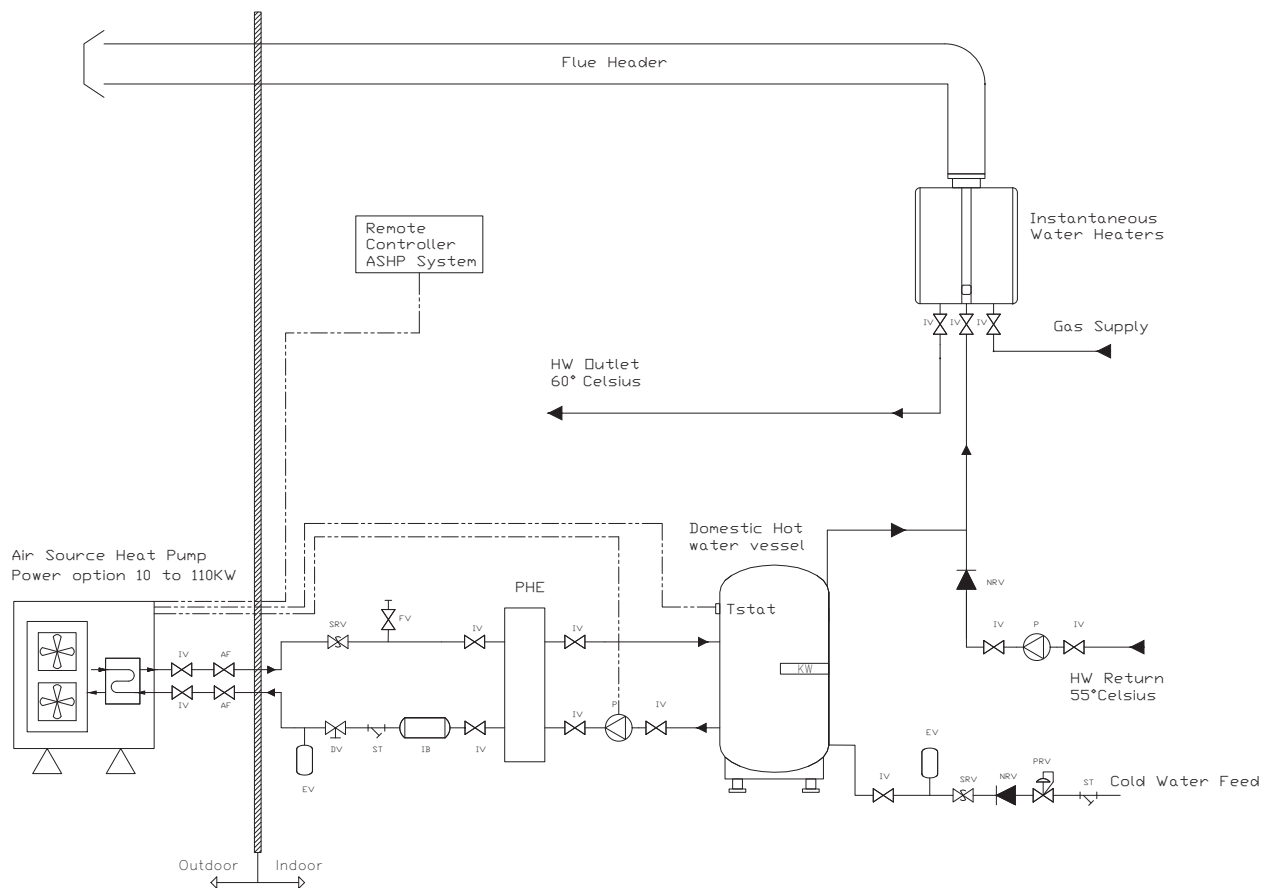 Flue Header
Remote
Controller
ASHP System
Instantaneous
Water Heaters
IV IV IV
Gas Supply
HW Outlet
60° Celsius
Domestic Hot
water vessel
Air Source Heat Pump
Power option 10 to 110KW
PHE
NRV
Tstat
SRV
FV
IV
IV
IV
P
IV
IV
AF
KW
HW Return
55°Celsius
IV
AF
P
IV
IV
DV
ST
IB
IV
EV
EV
IV
SRV
NRV
PRV
ST
Cold Water Feed
Outdoor
Indoor